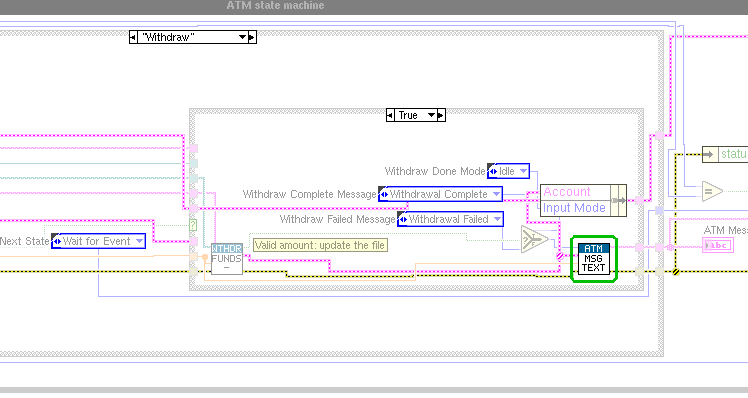 ATM state machine
"Withdraw"
True
Withdraw Done Mode
Idle
Withdraw Complete Message
Withdrawal Complete
Account
Input Mode
Withdraw Failed Message
Withdrawal Failed
statu
=
?
Next State
Wait for Event
Valid amount: update the file
WTHDR
FUNDS
T
F
?
ATM
MSG
TEXT
ATM Mess
abc